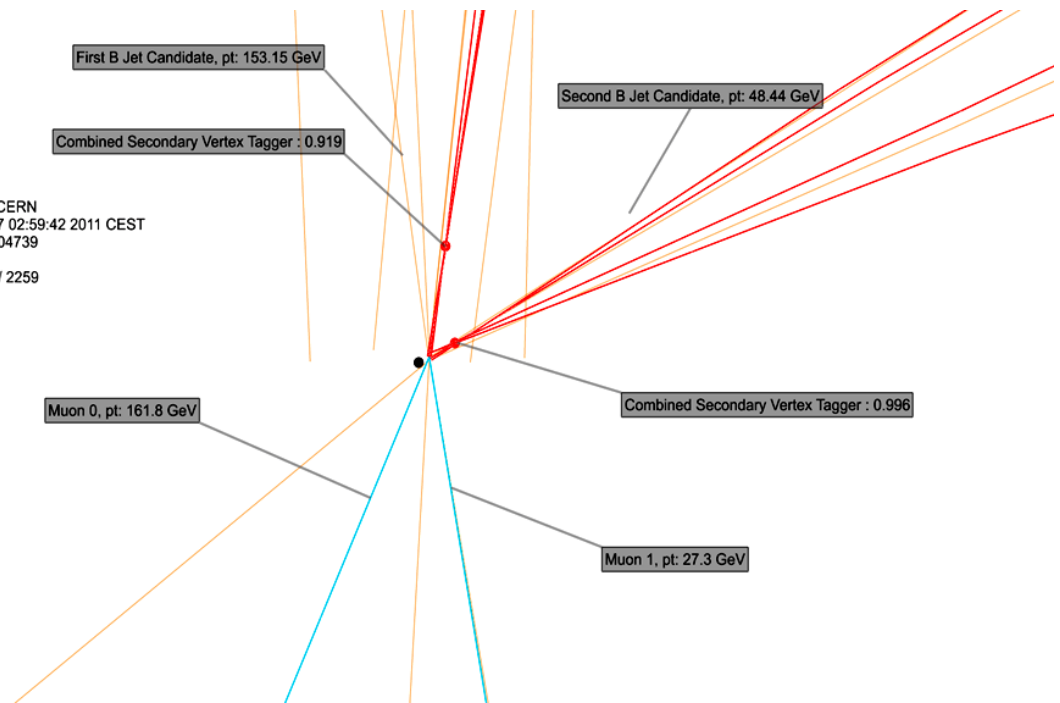 First B Jet Candidate, pt: 153.15 GeV
Second B Jet Candidate, pt: 48.44 GeV
Combined Secondary Vertex Tagger : 0.919
CERN
7 02:59:42 2011 CEST
04739
/ 2259
Muon 0, pt: 161.8 GeV
Combined Secondary Vertex Tagger : 0.996
Muon 1, pt: 27.3 GeV